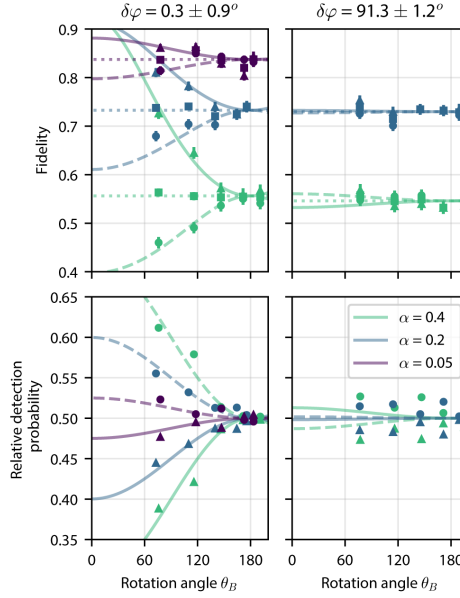 δφ = 0.3 ± 0.9°
δφ = 91.3 ± 1.2°
0.9
0.8
0.7
0.6
0.5
0.4
Fidelity
0.65
0.60
0.55
0.50
0.45
0.40
0.35
Relative detection
probability
α = 0.4
α = 0.2
α = 0.05
0 60 120 180
0 60 120 180
Rotation angle θ_B
Rotation angle θ_B